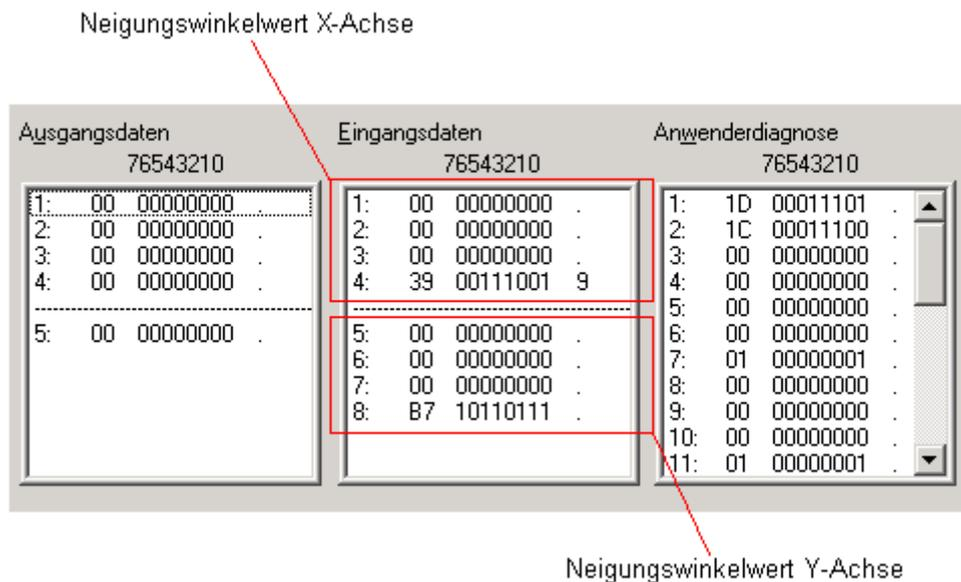 Neigungswinkelwert X-Achse
Ausgangsdaten
76543210
1: 00 00000000 .
2: 00 00000000 .
3: 00 00000000 .
4: 00 00000000 .
5: 00 00000000 .
Eingangsdaten
76543210
1: 00 00000000 .
2: 00 00000000 .
3: 00 00000000 .
4: 39 00111001 9
5: 00 00000000 .
6: 00 00000000 .
7: 00 00000000 .
8: B7 10110111 .
Anwenderdiagnose
76543210
1: 1D 00011101 .
2: 1C 00011100 .
3: 00 00000000 .
4: 00 00000000 .
5: 00 00000000 .
6: 00 00000000 .
7: 01 00000001 .
8: 00 00000000 .
9: 00 00000000 .
10: 00 00000000 .
11: 01 00000001 .
Neigungswinkelwert Y-Achse